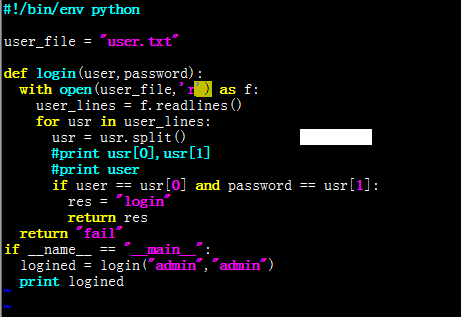 #!/bin/env python
user_file = "user.txt"
def login(user,password):
  with open(user_file,'r') as f:
    user_lines = f.readlines()
    for usr in user_lines:
      usr = usr.split()
      #print usr[0],usr[1]
      #print user
      if user == usr[0] and password == usr[1]:
        res = "login"
        return res
  return "fail"
if __name__ == "__main__":
  logined = login("admin","admin")
  print logined
~
~